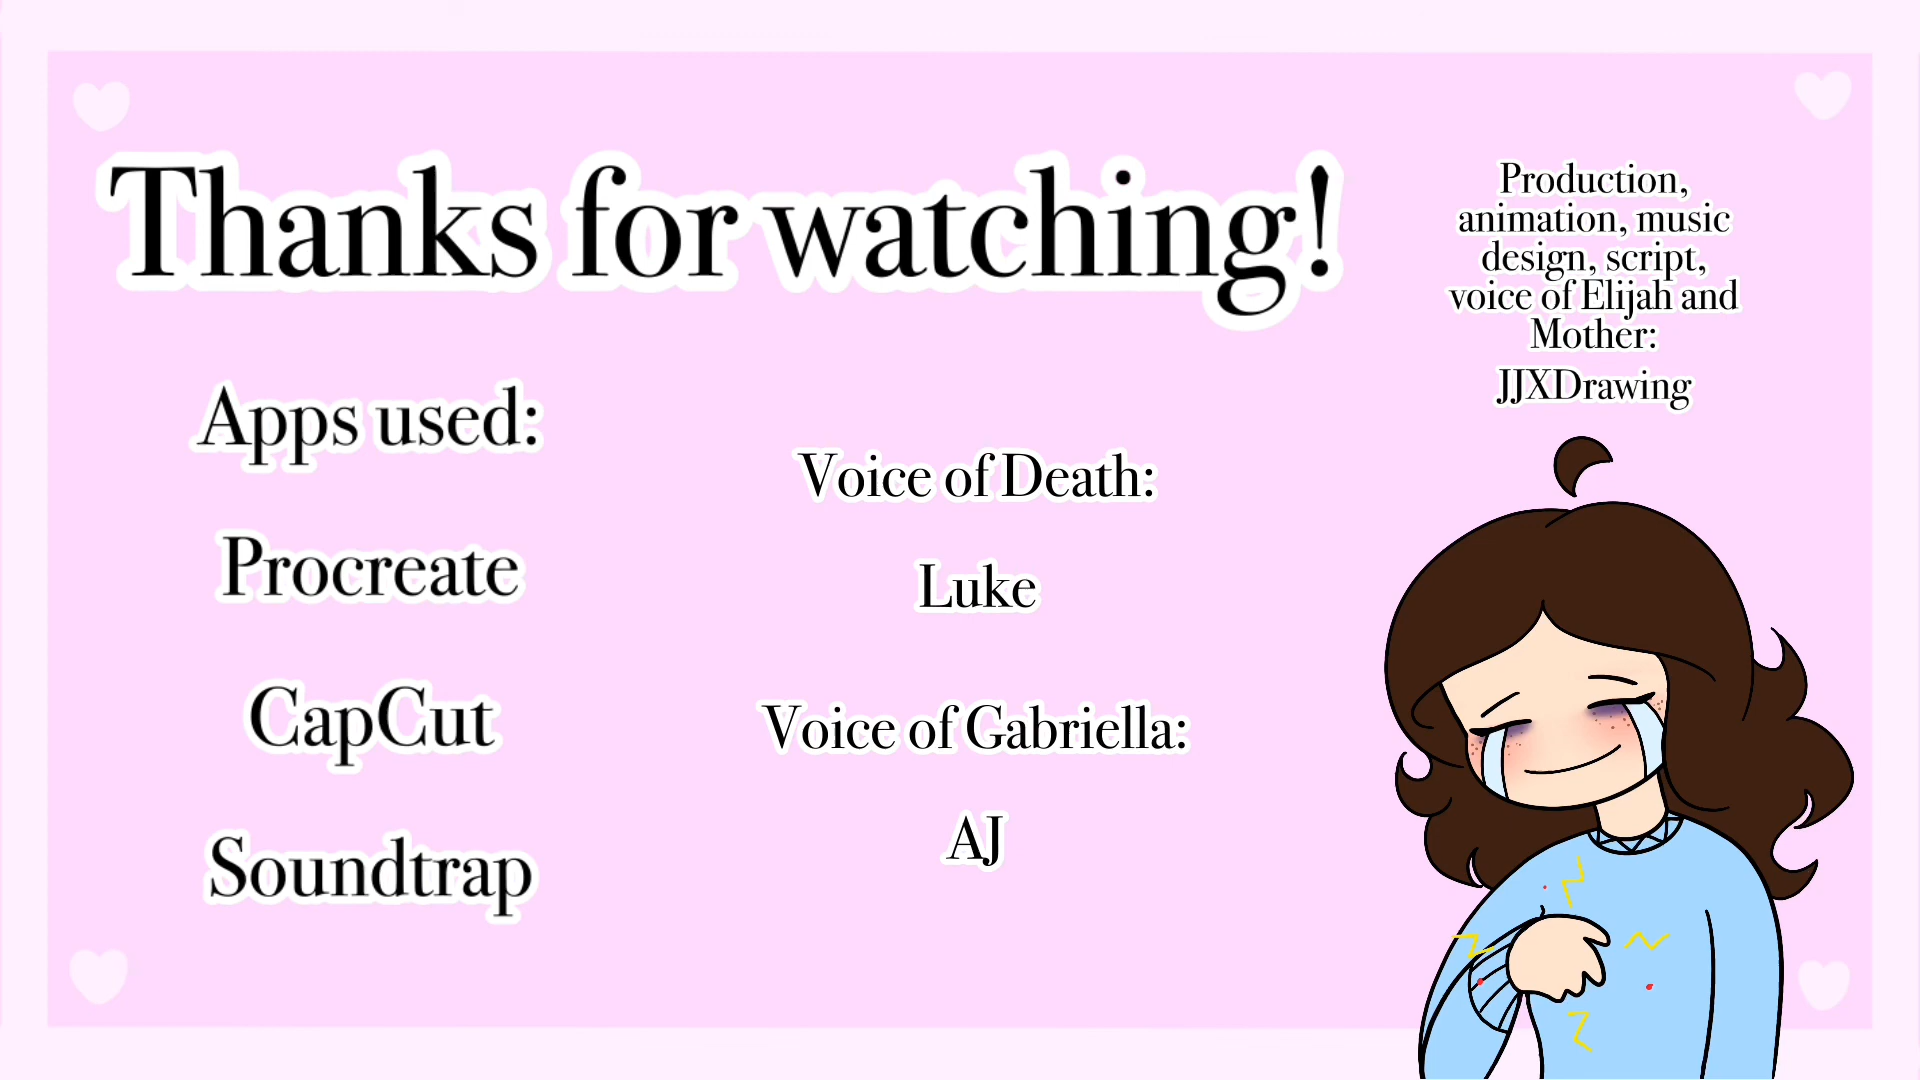 Thanks for watching!
Apps used:
Procreate
CapCut
Soundtrap
Voice of Death:
Luke
Voice of Gabriella:
AJ
Production,
animation, music
design, script,
voice of Elijah and
Mother:
JJXDrawing